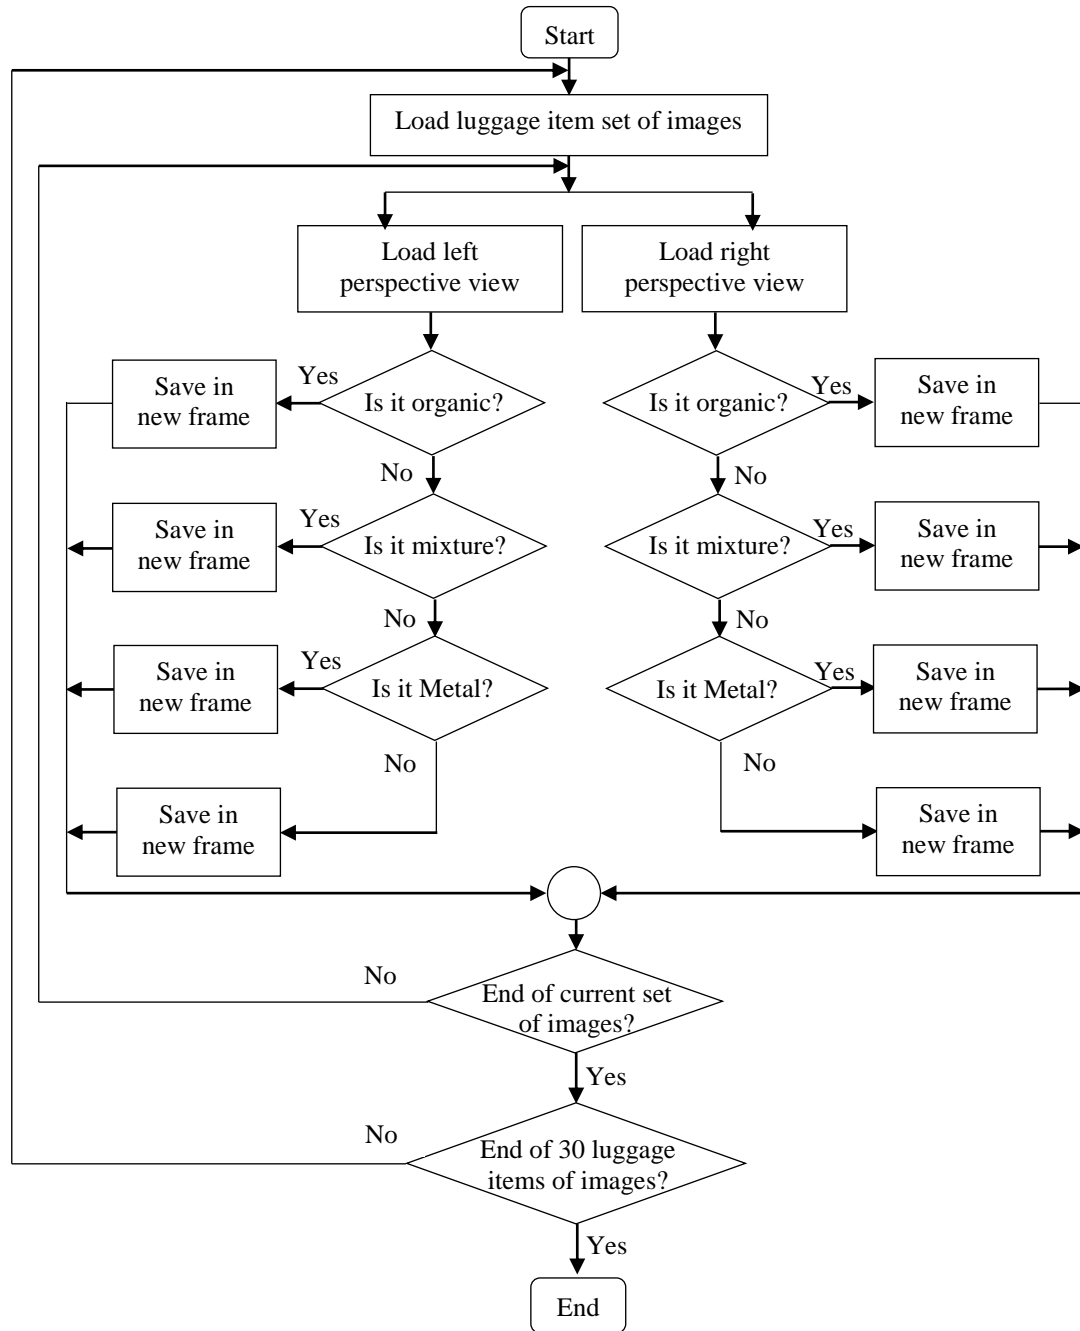 Start
Load luggage item set of images
Load left
perspective view
Load right
perspective view
Save in
new frame
Yes
Is it organic?
Is it organic?
Yes
Save in
new frame
No
No
Save in
new frame
Yes
Is it mixture?
Is it mixture?
Yes
Save in
new frame
No
No
Save in
new frame
Yes
Is it Metal?
Is it Metal?
Yes
Save in
new frame
No
No
Save in
new frame
Save in
new frame
No
End of current set
of images?
Yes
No
End of 30 luggage
items of images?
Yes
End